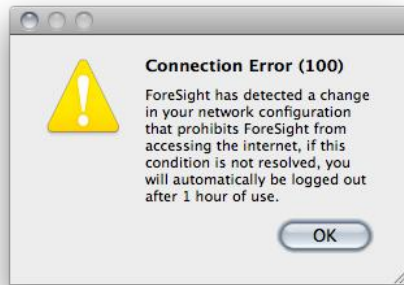 Connection Error (100)
ForeSight has detected a change
in your network configuration
that prohibits ForeSight from
accessing the internet, if this
condition is not resolved, you
will automatically be logged out
after 1 hour of use.
OK